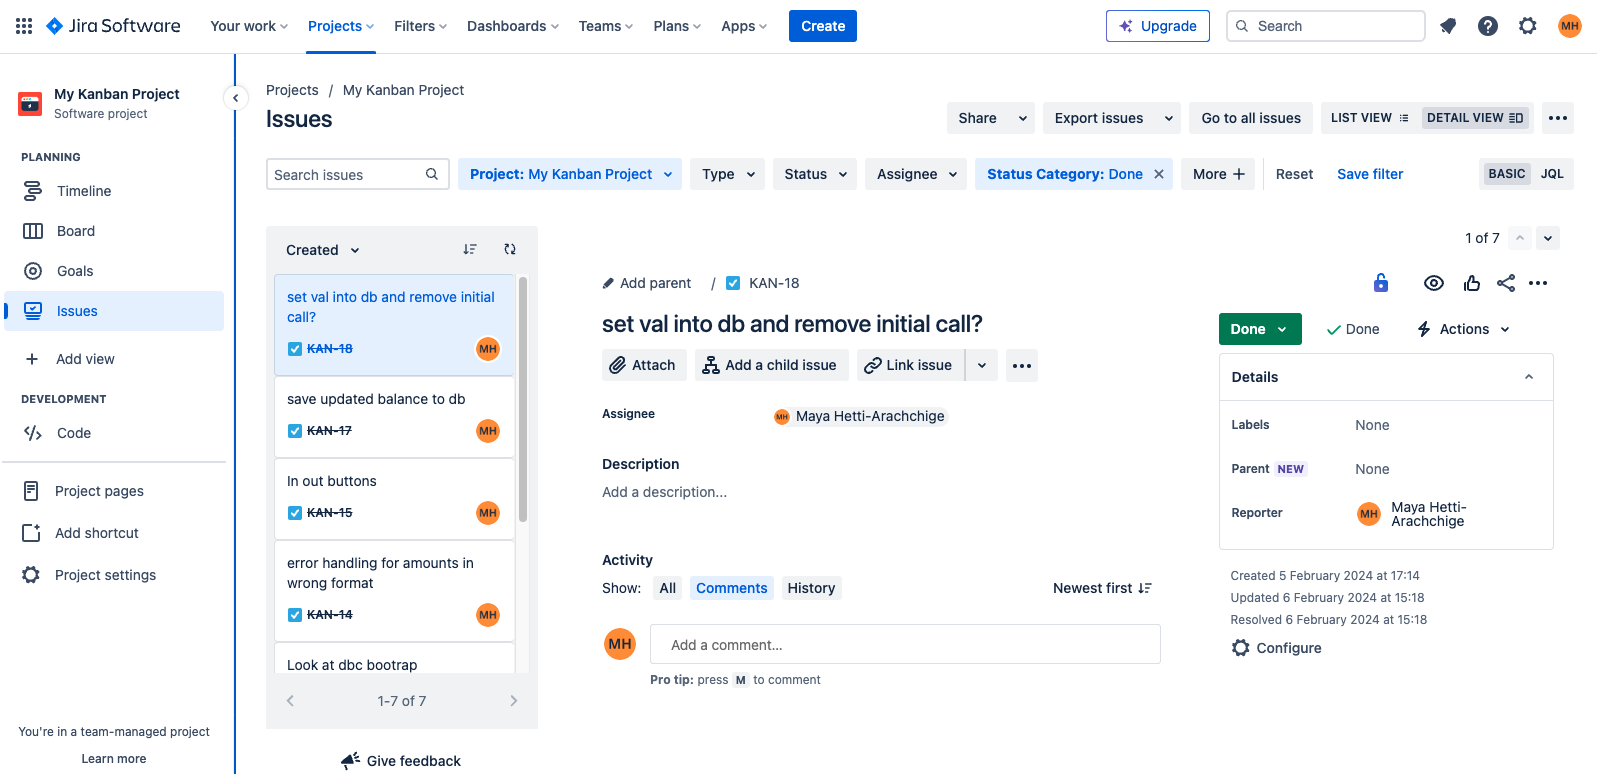 Jira Software
Your work
Projects
Filters
Dashboards
Teams
Plans
Apps
Create
Upgrade
Search
MH
My Kanban Project
Software project
PLANNING
Timeline
Board
Goals
Issues
Add view
DEVELOPMENT
Code
Project pages
Add shortcut
Project settings
You're in a team-managed project
Learn more
Projects / My Kanban Project
Issues
Share
Export issues
Go to all issues
LIST VIEW
DETAIL VIEW
Search issues
Project: My Kanban Project
Type
Status
Assignee
Status Category: Done
More
Reset
Save filter
BASIC
JQL
Created
set val into db and remove initial
call?
KAN-18
MH
save updated balance to db
KAN-17
MH
In out buttons
KAN-15
MH
error handling for amounts in
wrong format
KAN-14
MH
Look at dbc bootrap
1-7 of 7
Give feedback
1 of 7
Add parent / KAN-18
set val into db and remove initial call?
Attach
Add a child issue
Link issue
Assignee
MH Maya Hetti-Arachchige
Description
Add a description...
Activity
Show:
All
Comments
History
Newest first
MH
Add a comment...
Pro tip: press M to comment
Done
Done
Actions
Details
Labels
None
Parent NEW
None
Reporter
MH
Maya Hetti-
Arachchige
Created 5 February 2024 at 17:14
Updated 6 February 2024 at 15:18
Resolved 6 February 2024 at 15:18
Configure